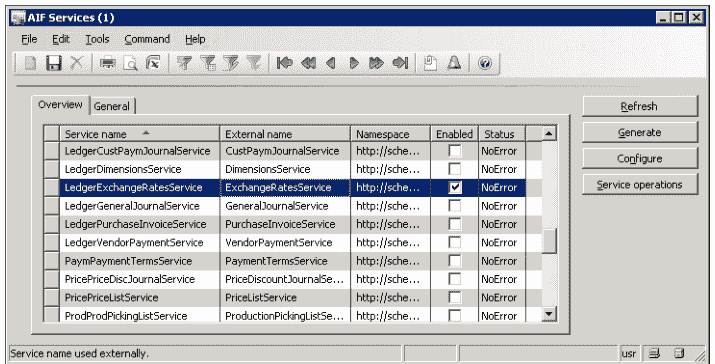 AIF Services (1)
File Edit Tools Command Help
Overview General
Service name External name Namespace Enabled Status
LedgerCustPaymJournalService CustPaymJournalService http://sche... NoError
LedgerDimensionsService DimensionsService http://sche... NoError
LedgerExchangeRatesService ExchangeRatesService http://sche... NoError
LedgerGeneralJournalService GeneralJournalService http://sche... NoError
LedgerPurchaseInvoiceService PurchaseInvoiceService http://sche... NoError
LedgerVendorPaymentService VendorPaymentService http://sche... NoError
PaymPaymentTermsService PaymentTermsService http://sche... NoError
PricePriceDiscJournalService PriceDiscountJournalSe... http://sche... NoError
PricePriceListService PriceListService http://sche... NoError
ProdProdPickingListService ProductionPickingListSe... http://sche... NoError
Refresh
Generate
Configure
Service operations
Service name used externally. usr